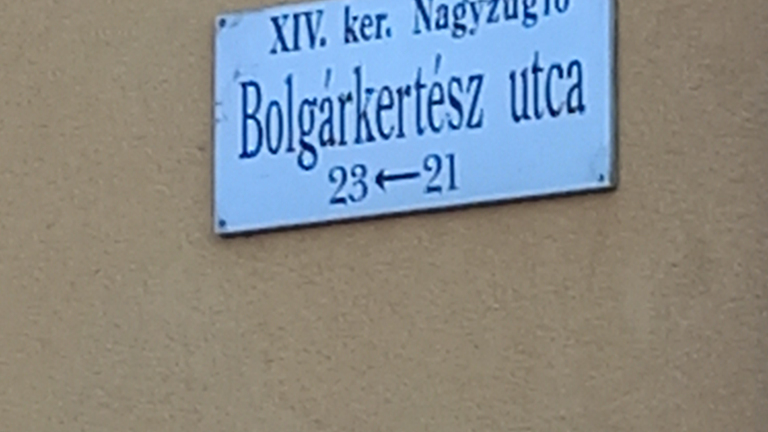 XIV. ker. Nagyzugló
Bolgárkertész utca
23←21